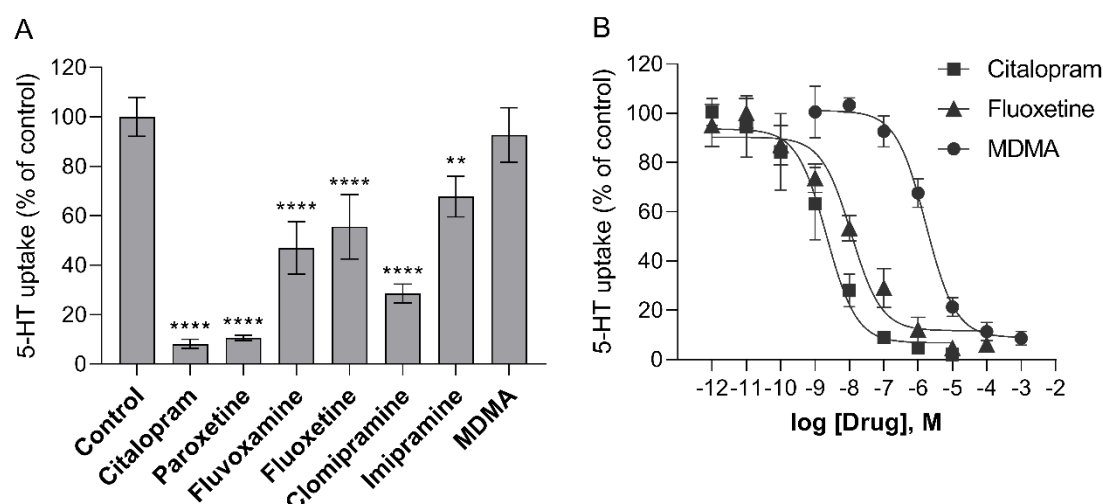 A
5-HT uptake (% of control)
120
100
80
60
40
20
0
****
****
****
****
****
**
Control
Citalopram
Paroxetine
Fluvoxamine
Fluoxetine
Clomipramine
Imipramine
MDMA
B
5-HT uptake (% of control)
120
100
80
60
40
20
0
-12 -11 -10 -9 -8 -7 -6 -5 -4 -3 -2
log [Drug], M
Citalopram
Fluoxetine
MDMA